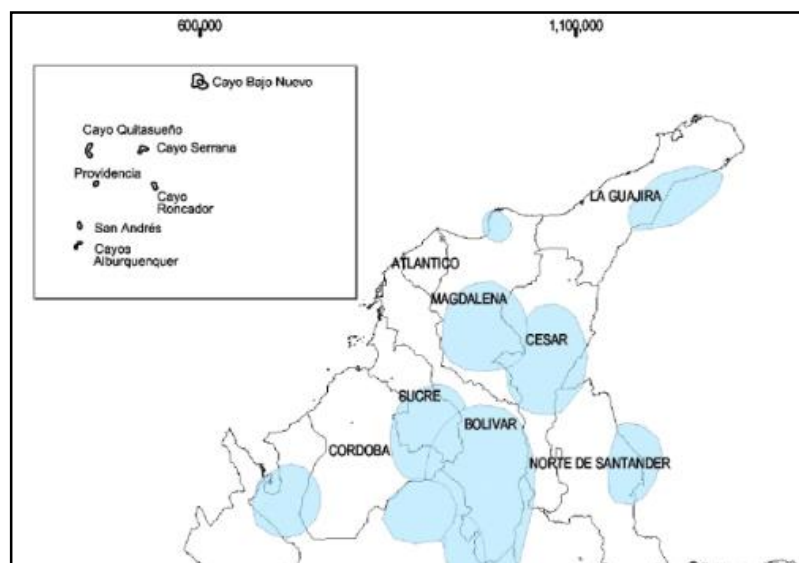 600,000
1,100,000
Cayo Bajo Nuevo
Cayo Quitasueño
Cayo Serrana
Providencia
Cayo
Roncador
San Andrés
Cayos
Alburquenquer
LA GUAJIRA
ATLANTICO
MAGDALENA
CESAR
SUCRE
BOLIVAR
CORDOBA
NORTE DE SANTANDER